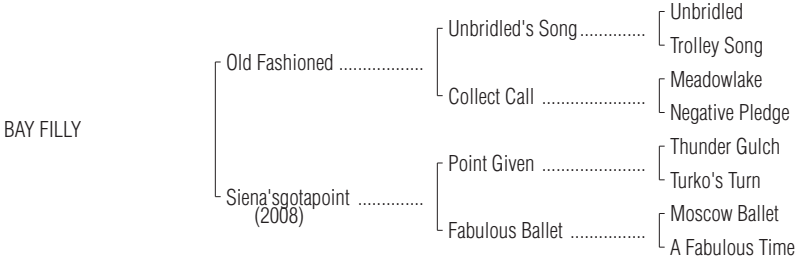 Unbridled
Unbridled's Song..............
Trolley Song
Old Fashioned ..................
Meadowlake
Collect Call ......................
Negative Pledge
BAY FILLY
Thunder Gulch
Point Given ......................
Turko's Turn
Siena'sgotapoint ..............
(2008)
Moscow Ballet
Fabulous Ballet ................
A Fabulous Time